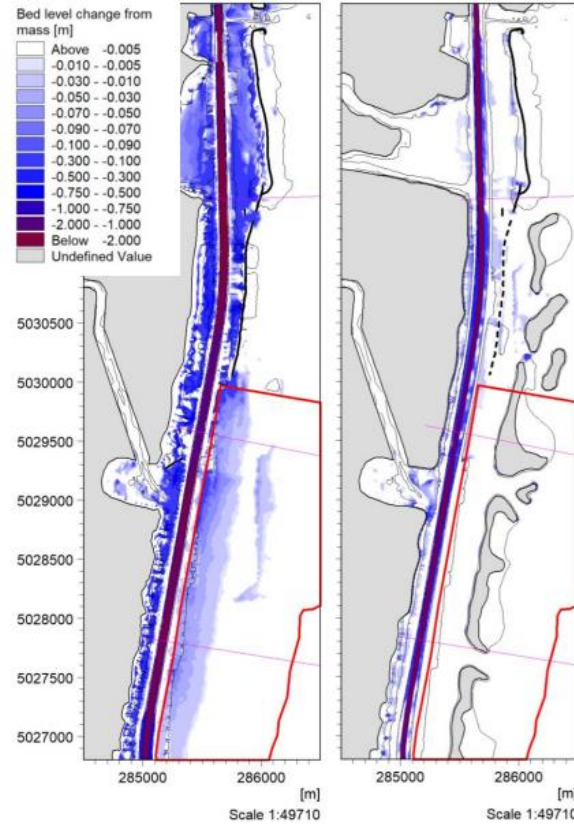 Bed level change from
mass [m]
Above -0.005
-0.010 - -0.005
-0.030 - -0.010
-0.050 - -0.030
-0.070 - -0.050
-0.090 - -0.070
-0.100 - -0.090
-0.300 - -0.100
-0.500 - -0.300
-0.750 - -0.500
-1.000 - -0.750
-2.000 - -1.000
Below -2.000
Undefined Value
5030500
5030000
5029500
5029000
5028500
5028000
5027500
5027000
285000 286000
[m]
Scale 1:49710
285000 286000
[m]
Scale 1:49710